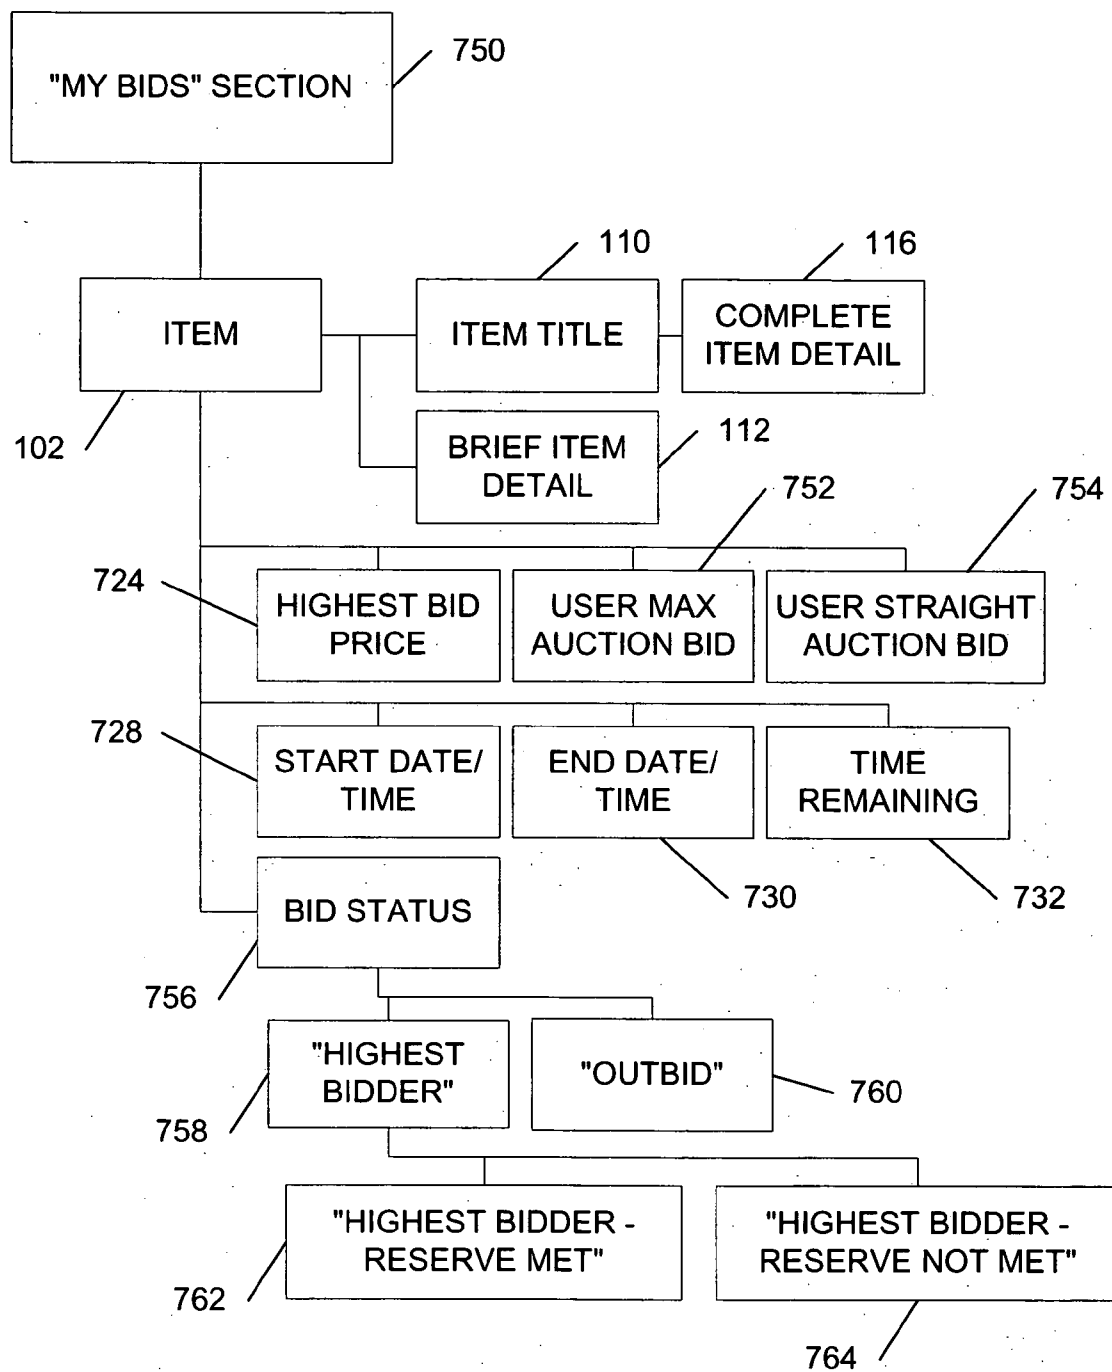 750
"MY BIDS" SECTION
110
116
ITEM
ITEM TITLE
COMPLETE
ITEM DETAIL
102
112
BRIEF ITEM
DETAIL
752
754
724
HIGHEST BID
PRICE
USER MAX
AUCTION BID
USER STRAIGHT
AUCTION BID
728
START DATE/
TIME
END DATE/
TIME
TIME
REMAINING
730
732
BID STATUS
756
"HIGHEST
BIDDER"
"OUTBID"
760
758
"HIGHEST BIDDER -
RESERVE MET"
"HIGHEST BIDDER -
RESERVE NOT MET"
762
764